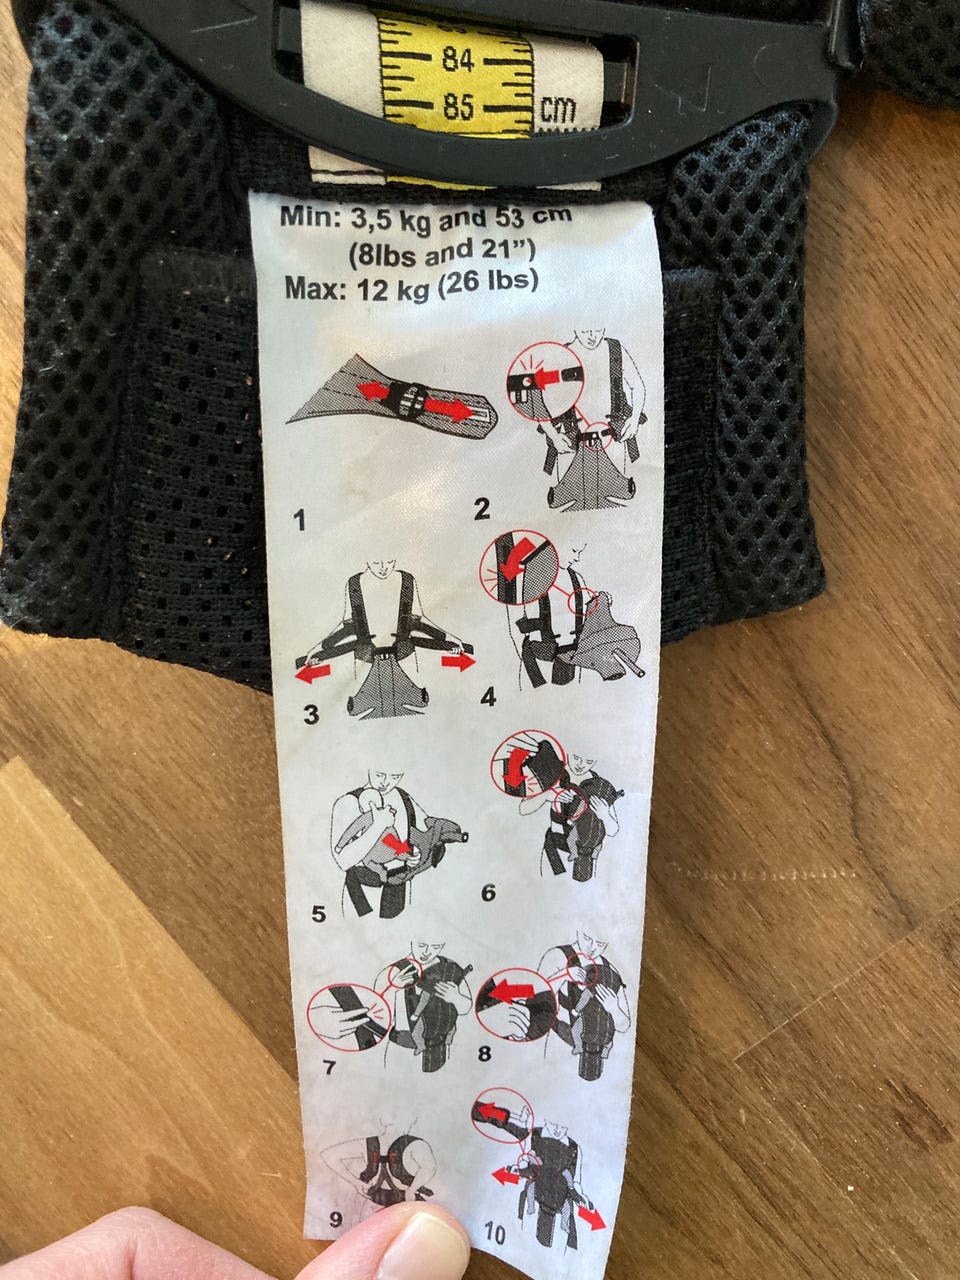 84
85 cm
Min: 3,5 kg and 53 cm
(8lbs and 21”)
Max: 12 kg (26 lbs)
1
2
3
4
5
6
7
8
9
10